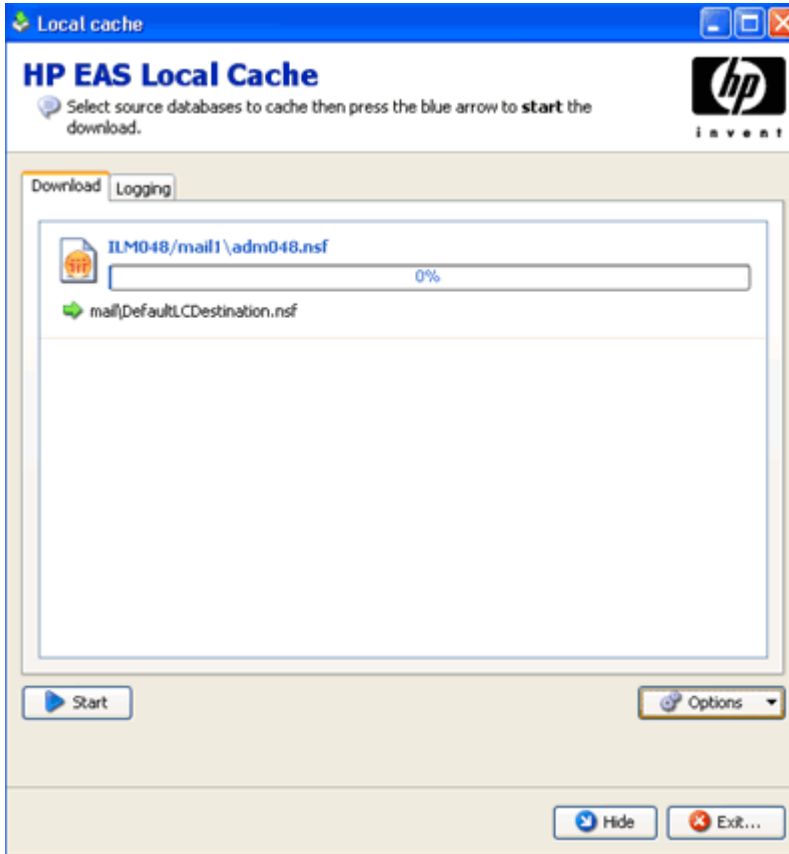 Local cache
HP EAS Local Cache
Select source databases to cache then press the blue arrow to start the
download.
hp
invent
Download
Logging
ILM048/mail1\adm048.nsf
0%
mail\DefaultLCDestination.nsf
Start
Options
Hide
Exit...